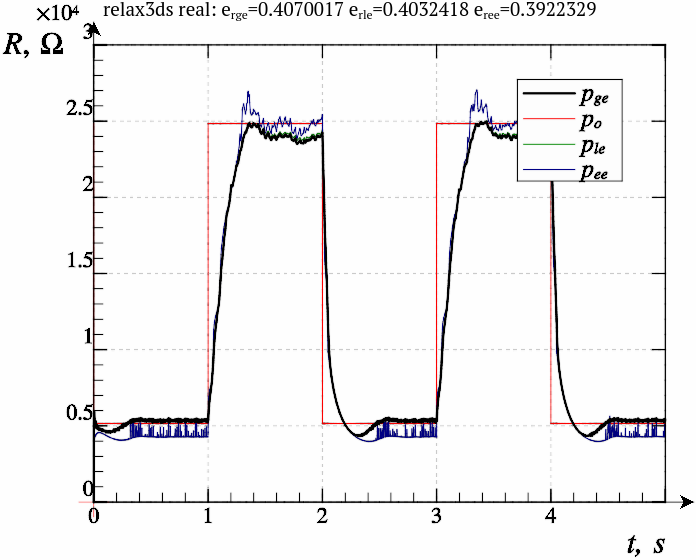 relax3ds real: e_rge=0.4070017 e_rle=0.4032418 e_ree=0.3922329
×10⁴
R, Ω
3
2.5
2
1.5
1
0.5
0
0 1 2 3 4
t, s
p_ge
p_o
p_le
p_ee